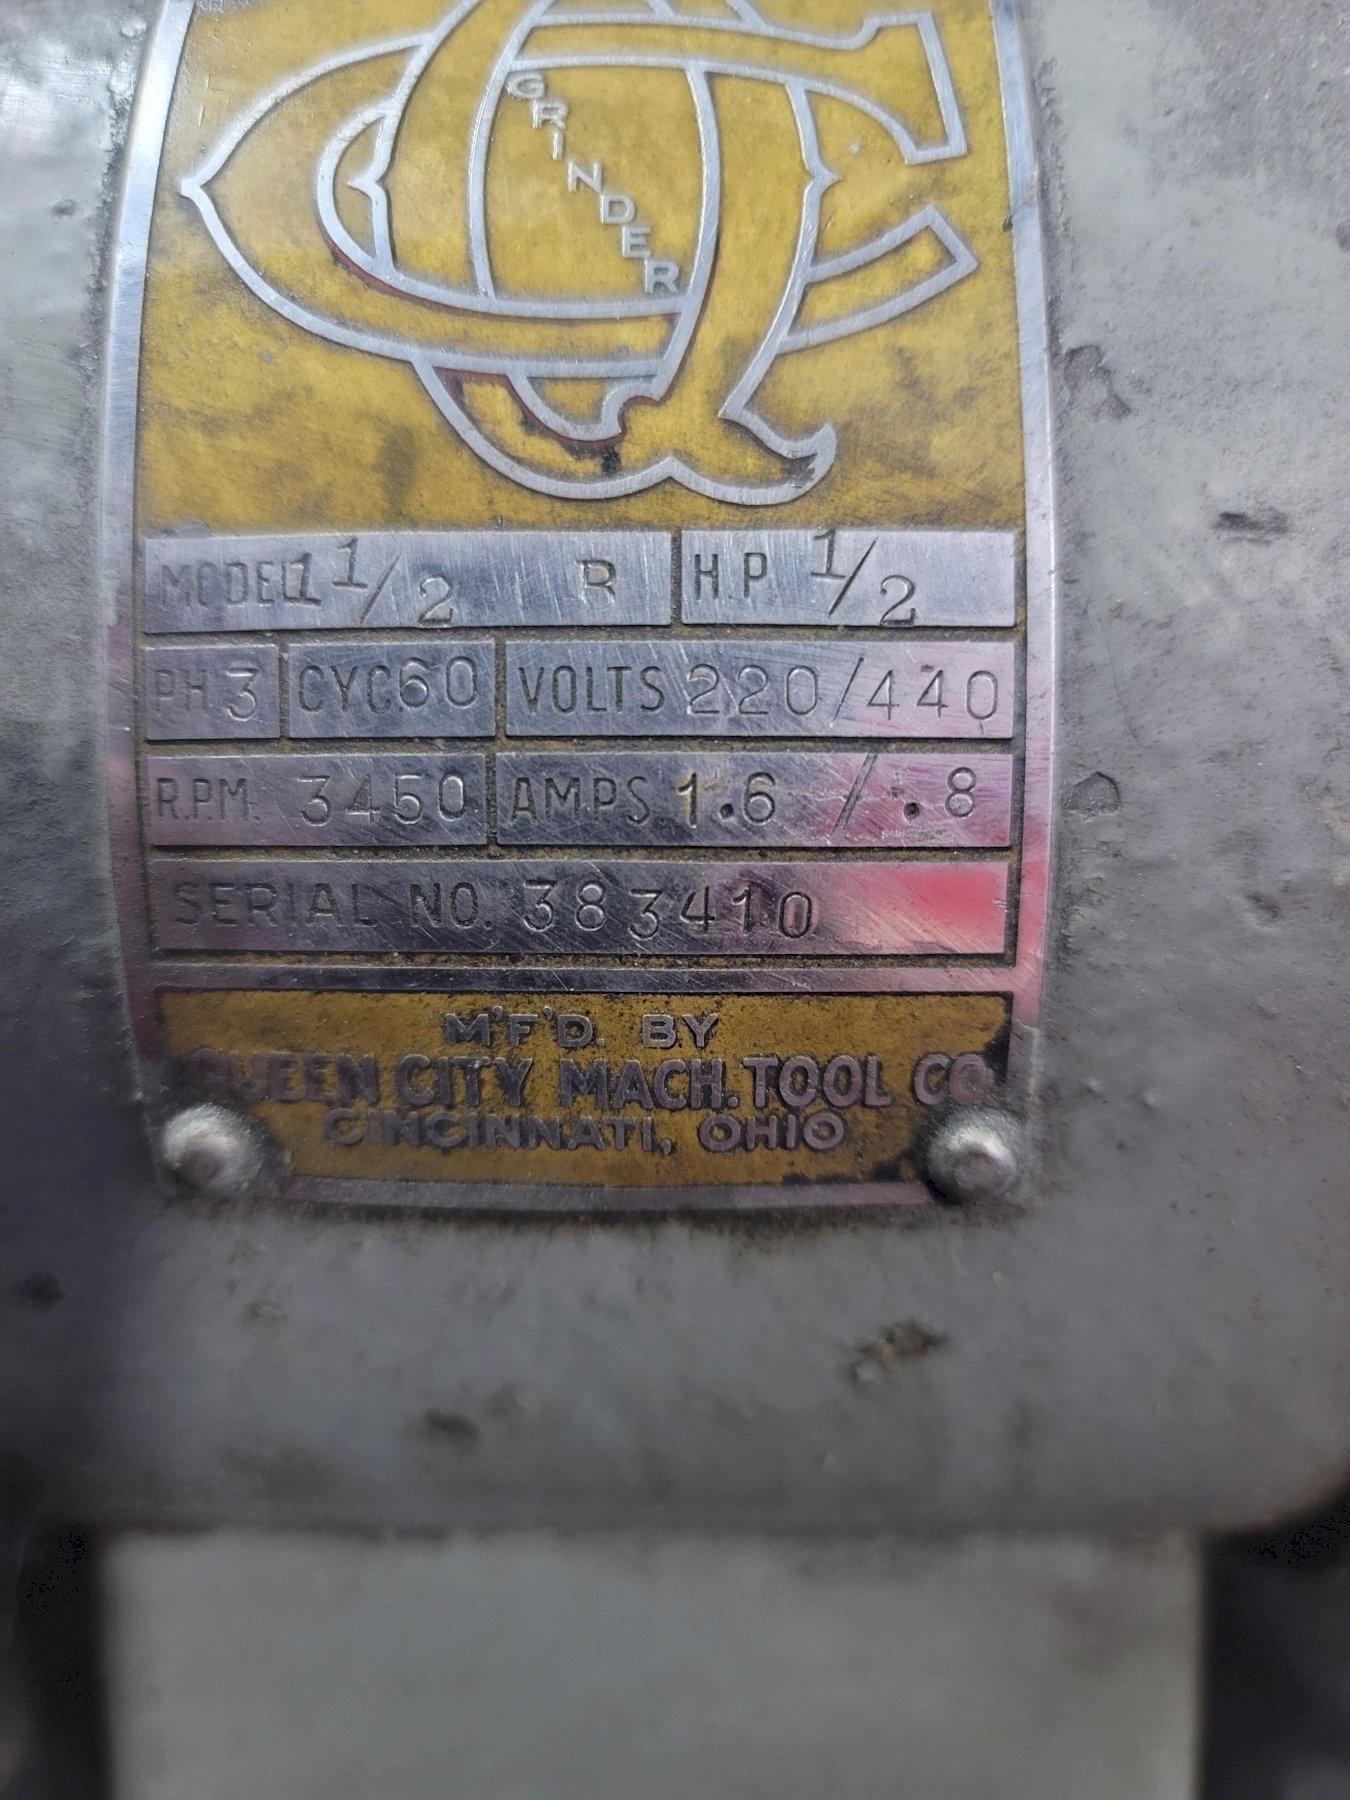 QC
GRINDER
MODEL 1 1/2 B H.P. 1/2
PH 3 CYC. 60 VOLTS 220/440
R.P.M. 3450 AMPS. 1.6 / .8
SERIAL NO. 383410
M'F'D. BY
QUEEN CITY MACH. TOOL CO.
CINCINNATI, OHIO